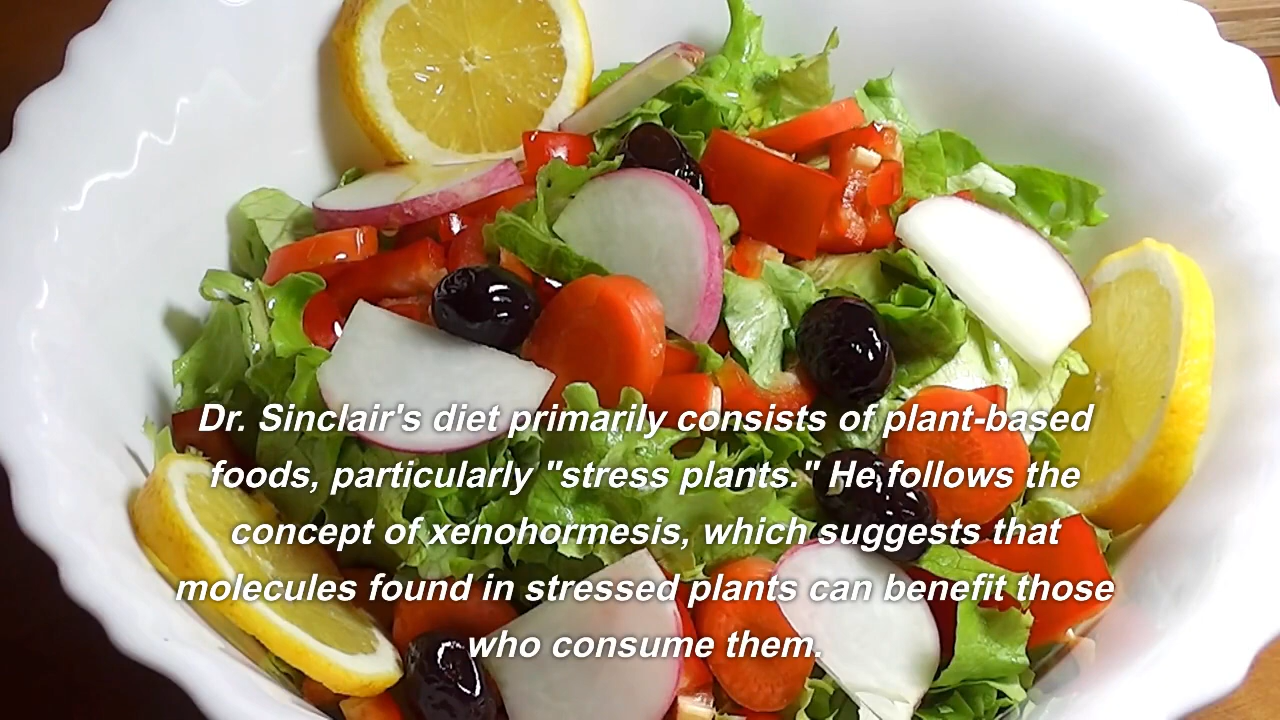 Dr. Sinclair's diet primarily consists of plant-based
foods, particularly "stress plants." He follows the
concept of xenohormesis, which suggests that
molecules found in stressed plants can benefit those
who consume them.